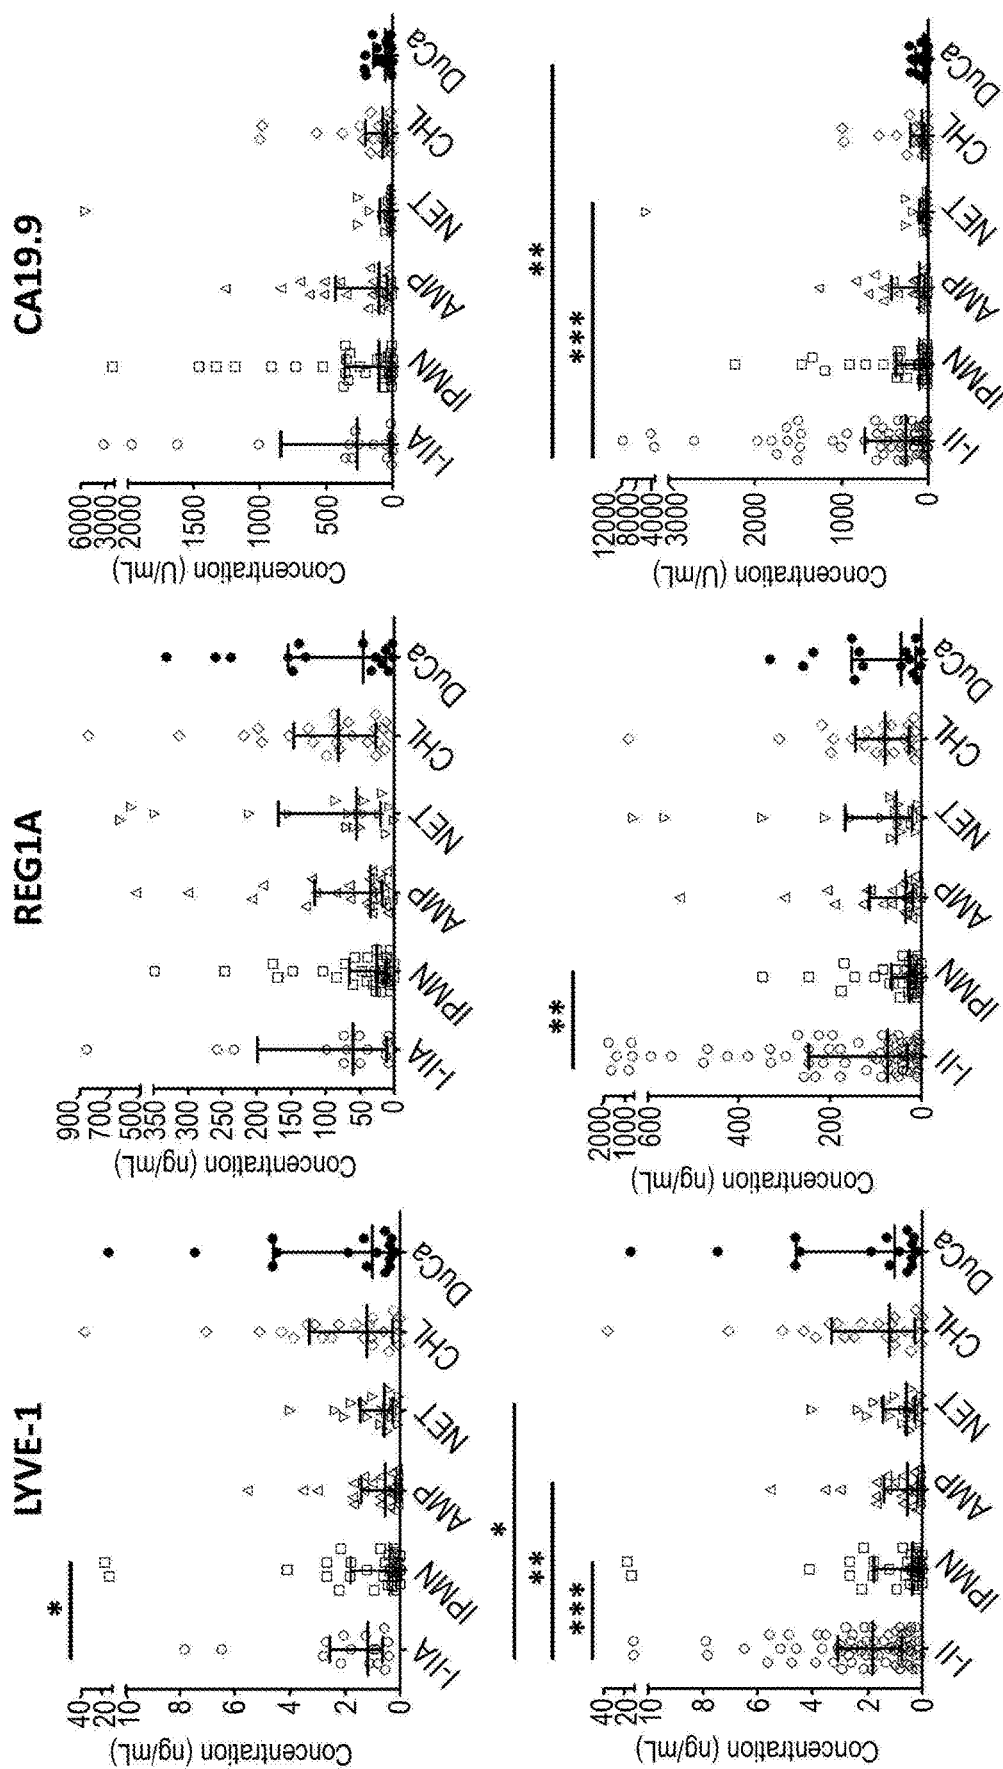 LYVE-1
Concentration (ng/mL)
40
20
10
8
6
4
2
0
*
I-IIA
IPMN
AMP
NET
CHL
DuCa
REG1A
Concentration (ng/mL)
900
700
500
350
300
250
200
150
100
50
0
I-IIA
IPMN
AMP
NET
CHL
DuCa
CA19.9
Concentration (U/mL)
6000
3000
2000
1500
1000
500
0
I-IIA
IPMN
AMP
NET
CHL
DuCa
Concentration (ng/mL)
40
20
10
8
6
4
2
0
*
**
***
I-II
IPMN
AMP
NET
CHL
DuCa
Concentration (ng/mL)
2000
1000
600
400
200
0
**
I-II
IPMN
AMP
NET
CHL
DuCa
Concentration (U/mL)
12000
8000
4000
3000
2000
1000
0
**
***
I-II
IPMN
AMP
NET
CHL
DuCa